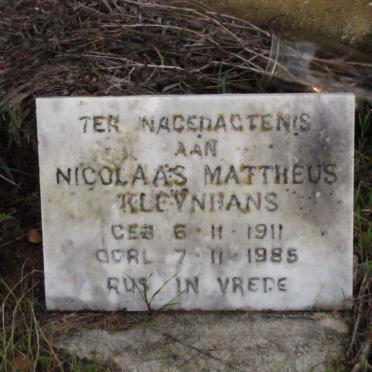 TER NAGEDAGTENIS
AAN
NICOLAAS MATTHEUS
KLEYNHANS
GEB 6·11·1911
OORL 7·11·1985
RUS IN VREDE